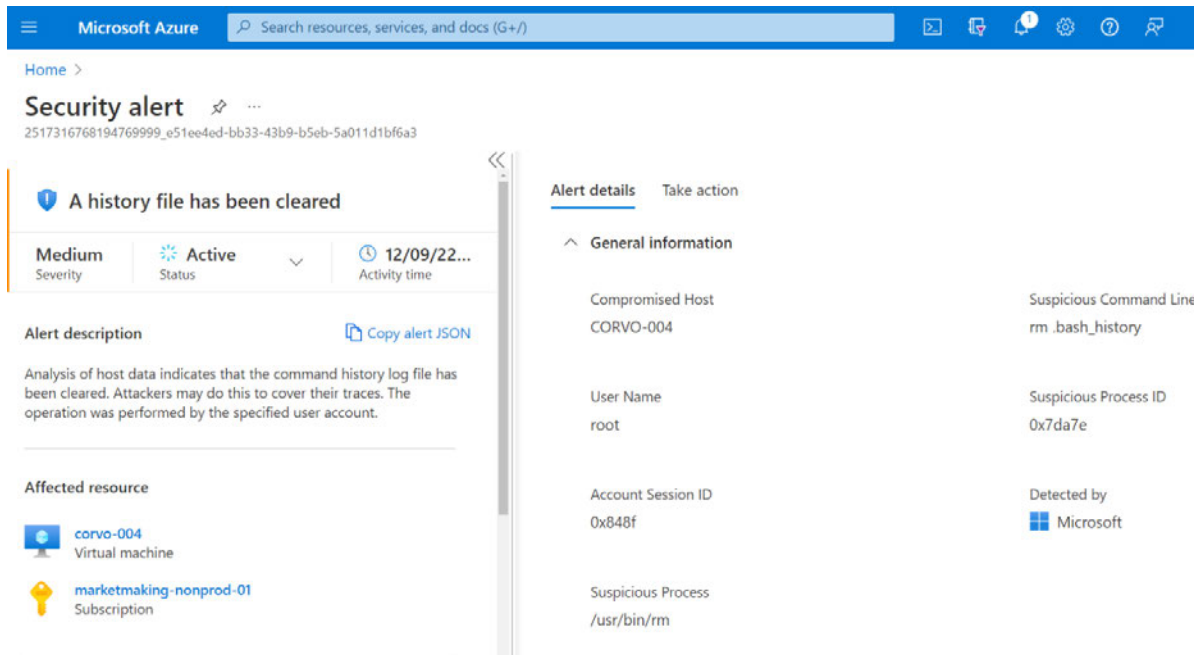 Microsoft Azure
Search resources, services, and docs (G+/)
1
Home >
Security alert
2517316768194769999_e51ee4ed-bb33-43b9-b5eb-5a011d1bf6a3
A history file has been cleared
Medium
Severity
Active
Status
12/09/22...
Activity time
Alert description
Copy alert JSON
Analysis of host data indicates that the command history log file has
been cleared. Attackers may do this to cover their traces. The
operation was performed by the specified user account.
Affected resource
corvo-004
Virtual machine
marketmaking-nonprod-01
Subscription
Alert details
Take action
General information
Compromised Host
CORVO-004
Suspicious Command Line
rm .bash_history
User Name
root
Suspicious Process ID
0x7da7e
Account Session ID
0x848f
Detected by
Microsoft
Suspicious Process
/usr/bin/rm